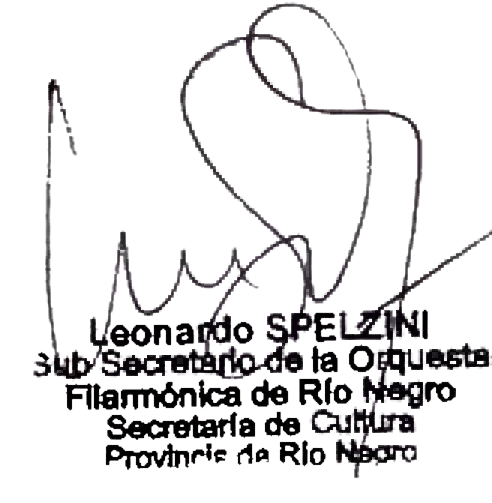 Leonardo SPELZINI
Sub Secretario de la Orquesta
Filarmónica de Río Negro
Secretaría de Cultura
Provincia de Río Negro